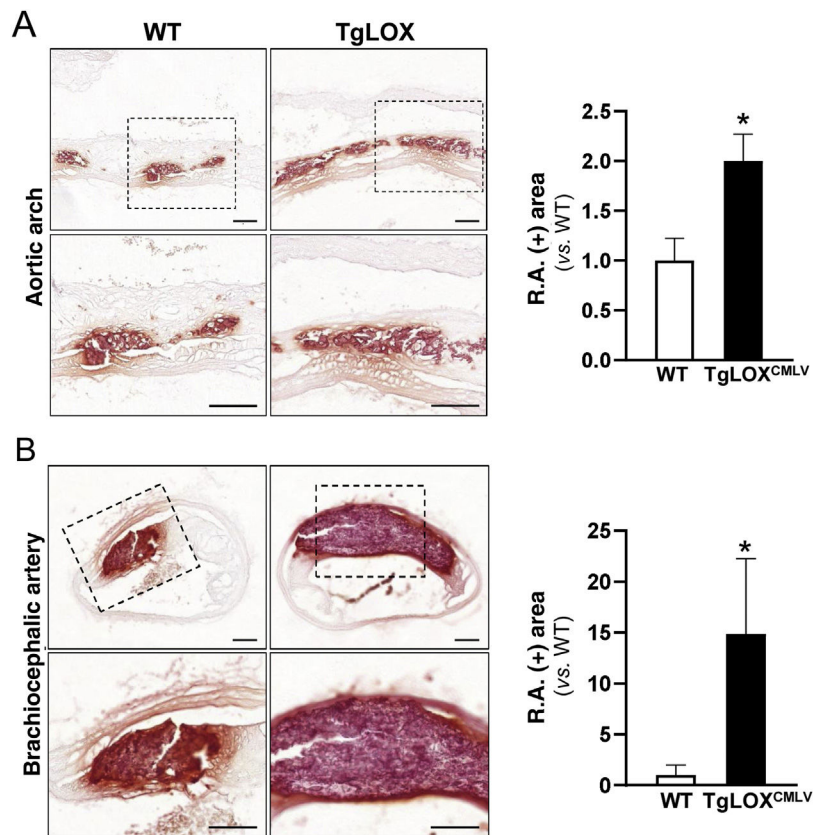 A
WT
TgLOX
Aortic arch
R.A. (+) area
(vs. WT)
2.5
2.0
1.5
1.0
0.5
0.0
*
WT
TgLOXCMLV
B
Brachiocephalic artery
R.A. (+) area
(vs. WT)
25
20
15
10
5
0
*
WT
TgLOXCMLV